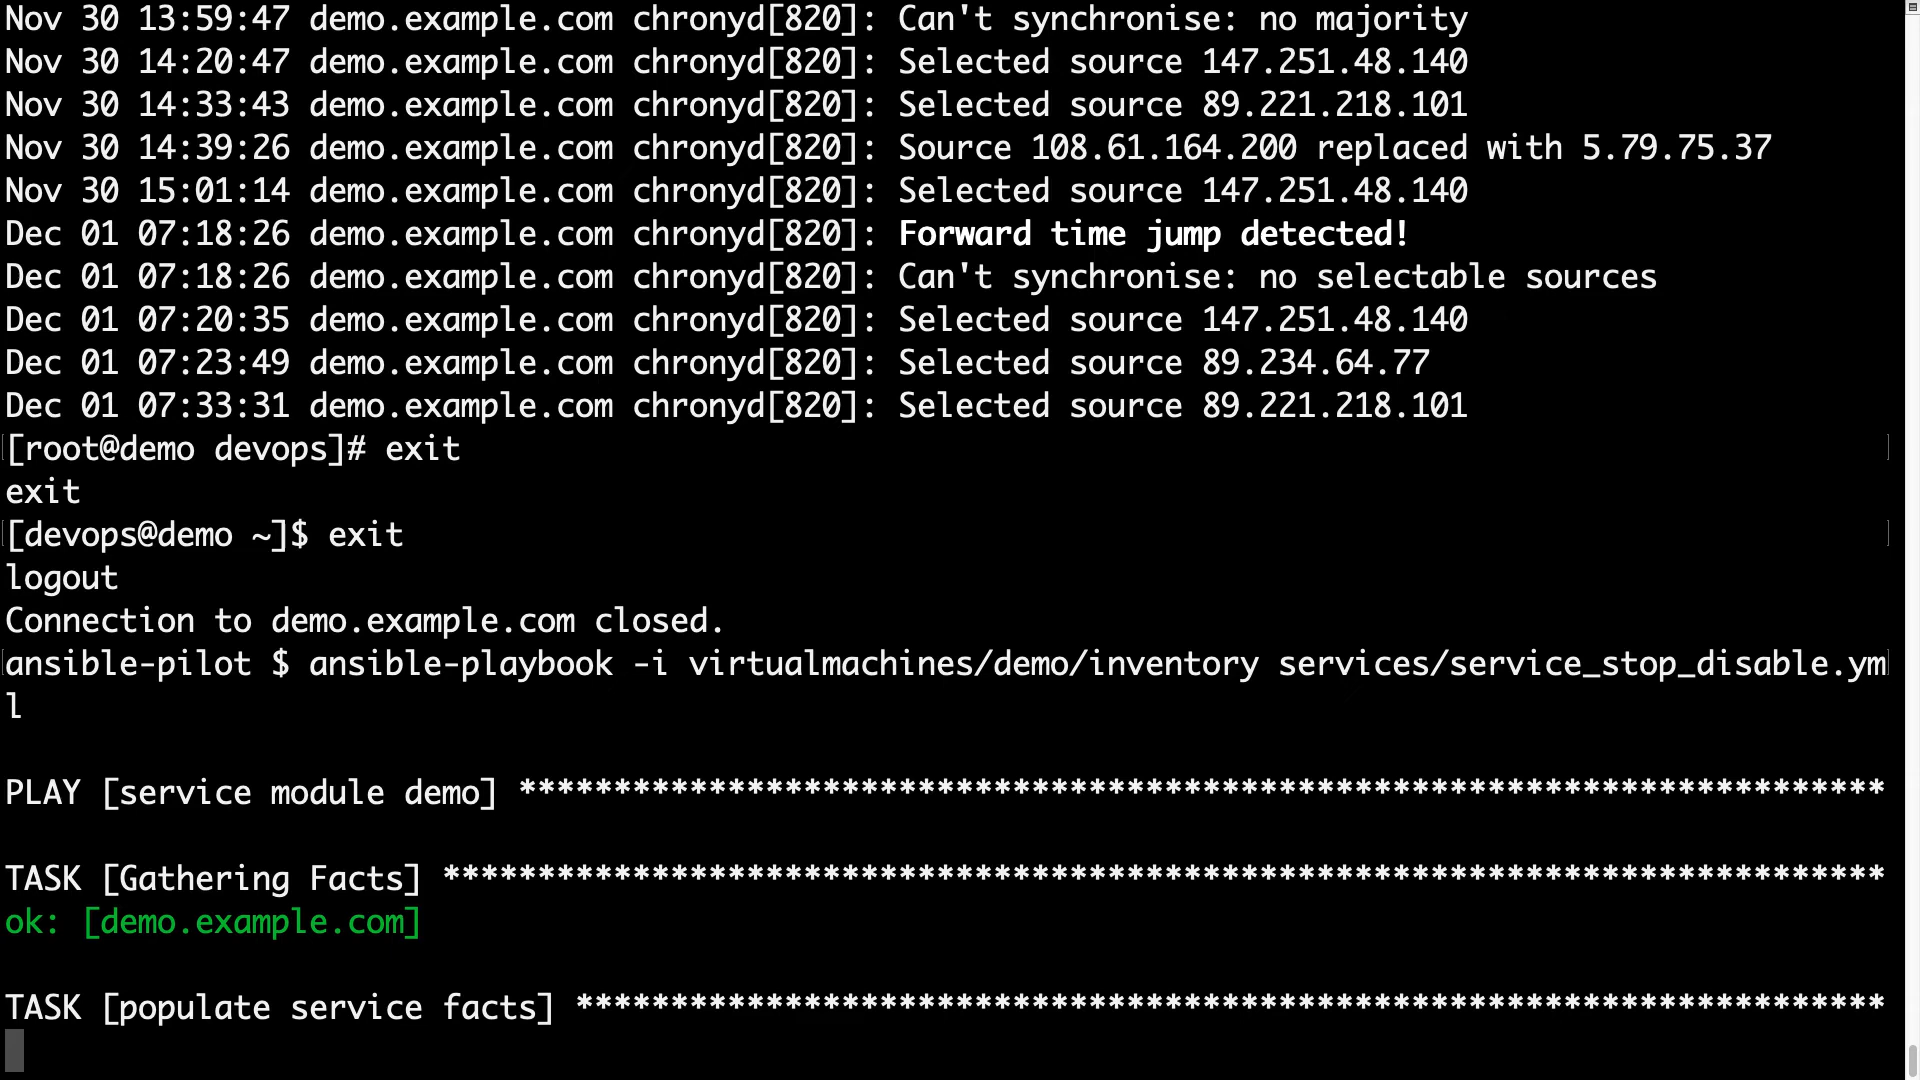 Nov 30 13:59:47 demo.example.com chronyd[820]: Can't synchronise: no majority
Nov 30 14:20:47 demo.example.com chronyd[820]: Selected source 147.251.48.140
Nov 30 14:33:43 demo.example.com chronyd[820]: Selected source 89.221.218.101
Nov 30 14:39:26 demo.example.com chronyd[820]: Source 108.61.164.200 replaced with 5.79.75.37
Nov 30 15:01:14 demo.example.com chronyd[820]: Selected source 147.251.48.140
Dec 01 07:18:26 demo.example.com chronyd[820]: Forward time jump detected!
Dec 01 07:18:26 demo.example.com chronyd[820]: Can't synchronise: no selectable sources
Dec 01 07:20:35 demo.example.com chronyd[820]: Selected source 147.251.48.140
Dec 01 07:23:49 demo.example.com chronyd[820]: Selected source 89.234.64.77
Dec 01 07:33:31 demo.example.com chronyd[820]: Selected source 89.221.218.101
[root@demo devops]# exit
exit
[devops@demo ~]$ exit
logout
Connection to demo.example.com closed.
ansible-pilot $ ansible-playbook -i virtualmachines/demo/inventory services/service_stop_disable.ym
l
PLAY [service module demo] ************************************************************************
TASK [Gathering Facts] ****************************************************************************
ok: [demo.example.com]
TASK [populate service facts] *********************************************************************